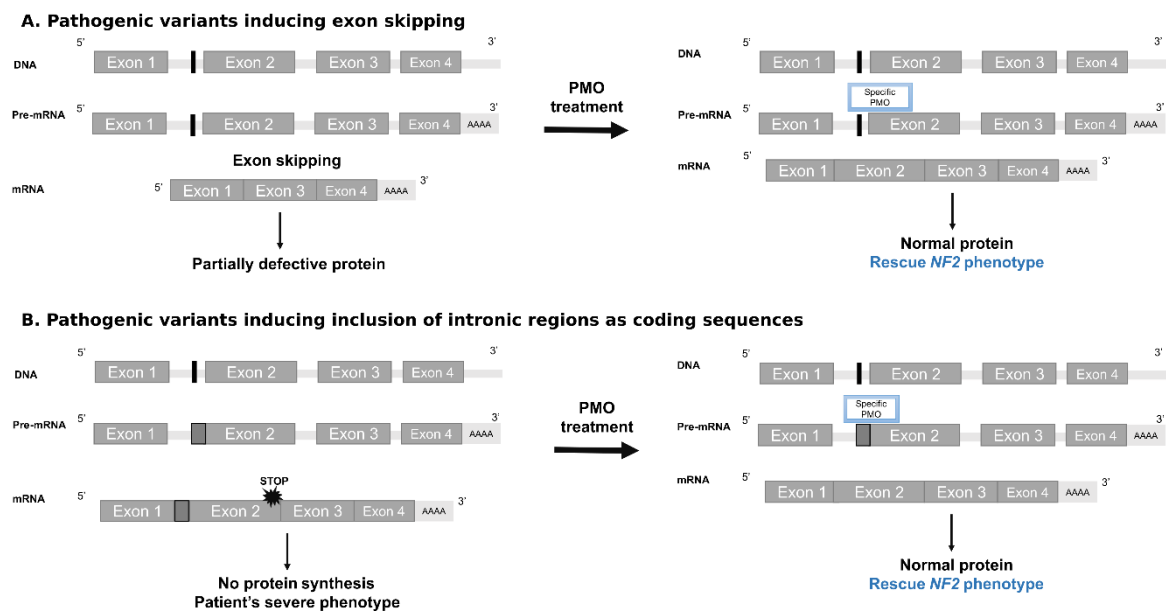 A. Pathogenic variants inducing exon skipping
5’ 3’
DNA Exon 1 Exon 2 Exon 3 Exon 4
5’ 3’
Pre-mRNA Exon 1 Exon 2 Exon 3 Exon 4 AAAA
Exon skipping
mRNA 5’ Exon 1 Exon 3 Exon 4 AAAA 3’
Partially defective protein
PMO
treatment
5’ 3’
DNA Exon 1 Exon 2 Exon 3 Exon 4
Specific
PMO
5’ 3’
Pre-mRNA Exon 1 Exon 2 Exon 3 Exon 4 AAAA
mRNA 5’ Exon 1 Exon 2 Exon 3 Exon 4 AAAA 3’
Normal protein
Rescue NF2 phenotype
B. Pathogenic variants inducing inclusion of intronic regions as coding sequences
5’ 3’
DNA Exon 1 Exon 2 Exon 3 Exon 4
5’ 3’
Pre-mRNA Exon 1 Exon 2 Exon 3 Exon 4 AAAA
STOP
mRNA 5’ Exon 1 Exon 2 Exon 3 Exon 4 AAAA 3’
No protein synthesis
Patient’s severe phenotype
PMO
treatment
5’ 3’
DNA Exon 1 Exon 2 Exon 3 Exon 4
Specific
PMO
5’ 3’
Pre-mRNA Exon 1 Exon 2 Exon 3 Exon 4 AAAA
mRNA 5’ Exon 1 Exon 2 Exon 3 Exon 4 AAAA 3’
Normal protein
Rescue NF2 phenotype